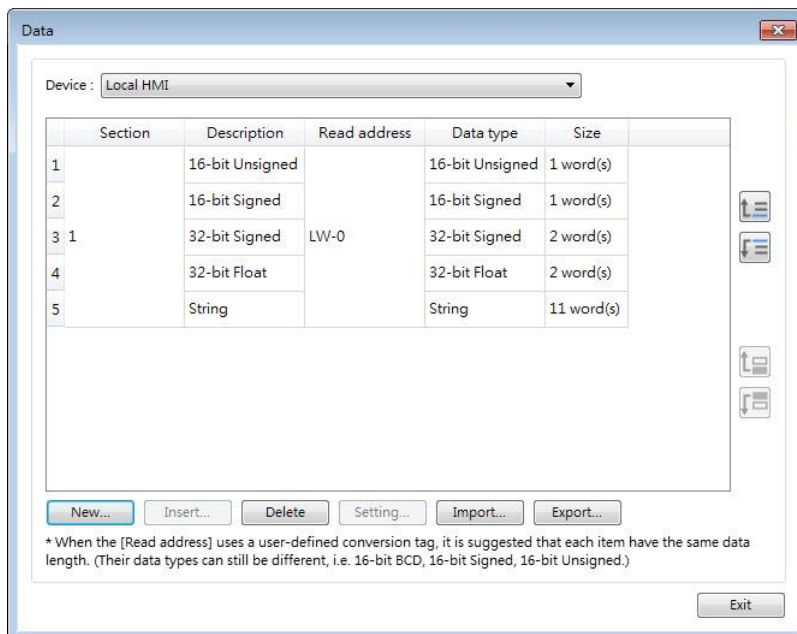 Data
Device : Local HMI
Section Description Read address Data type Size
1 16-bit Unsigned 16-bit Unsigned 1 word(s)
2 16-bit Signed 16-bit Signed 1 word(s)
3 1 32-bit Signed LW-0 32-bit Signed 2 word(s)
4 32-bit Float 32-bit Float 2 word(s)
5 String String 11 word(s)
New... Insert... Delete Setting... Import... Export...
* When the [Read address] uses a user-defined conversion tag, it is suggested that each item have the same data
length. (Their data types can still be different, i.e. 16-bit BCD, 16-bit Signed, 16-bit Unsigned.)
Exit